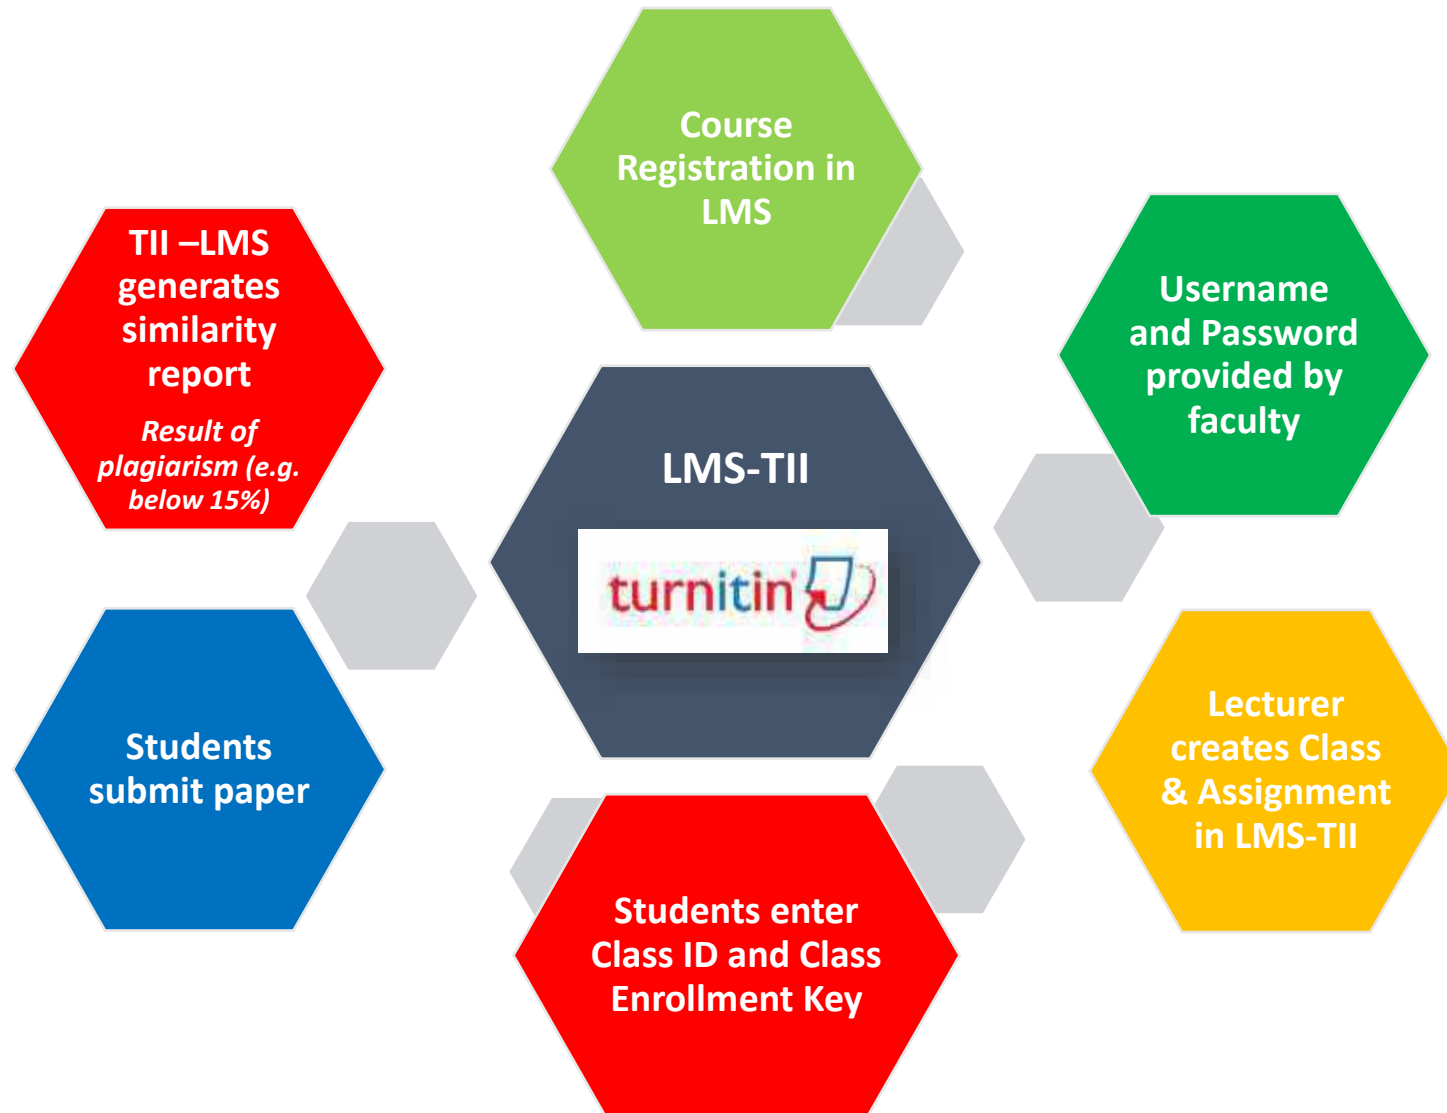 Course
Registration in
LMS
Username
and Password
provided by
faculty
Lecturer
creates Class
& Assignment
in LMS-TII
Students enter
Class ID and Class
Enrollment Key
Students
submit paper
TII –LMS
generates
similarity
report
Result of
plagiarism (e.g.
below 15%)
LMS-TII
turnitin